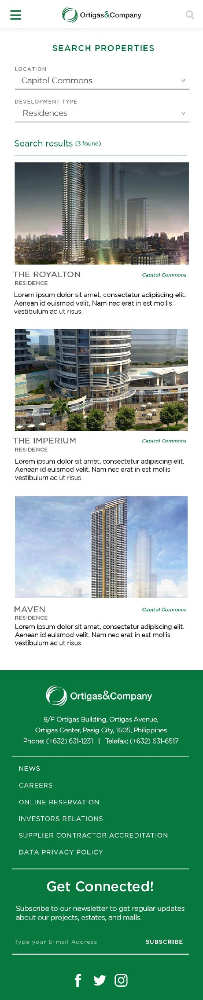 Ortigas&Company
SEARCH PROPERTIES
LOCATION
Capitol Commons
DEVELOPMENT TYPE
Residences
Search results (3 found)
THE ROYALTON
Capitol Commons
RESIDENCE
Lorem ipsum dolor sit amet, consectetur adipiscing elit.
Aenean id euismod velit. Nam nec erat in est mollis
vestibulum ac ut risus.
THE IMPERIUM
Capitol Commons
RESIDENCE
Lorem ipsum dolor sit amet, consectetur adipiscing elit.
Aenean id euismod velit. Nam nec erat in est mollis
vestibulum ac ut risus.
MAVEN
Capitol Commons
RESIDENCE
Lorem ipsum dolor sit amet, consectetur adipiscing elit.
Aenean id euismod velit. Nam nec erat in est mollis
vestibulum ac ut risus.
Ortigas&Company
9/F Ortigas Building, Ortigas Avenue,
Ortigas Center, Pasig City, 1605, Philippines
Phone: (+632) 631-1231 | Telefax: (+632) 631-6517
NEWS
CAREERS
ONLINE RESERVATION
INVESTORS RELATIONS
SUPPLIER CONTRACTOR ACCREDITATION
DATA PRIVACY POLICY
Get Connected!
Subscribe to our newsletter to get regular updates
about our projects, estates, and malls.
Type your E-mail Address SUBSCRIBE